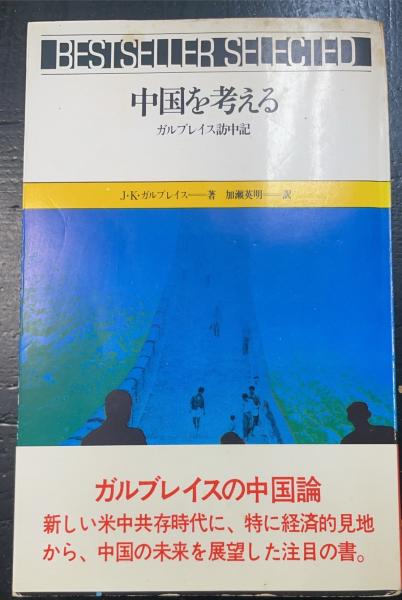 BESTSELLER SELECTED
中国を考える
ガルブレイス訪中記
J・K・ガルブレイス——著 加瀬英明——訳
ガルブレイスの中国論
新しい米中共存時代に、特に経済的見地
から、中国の未来を展望した注目の書。